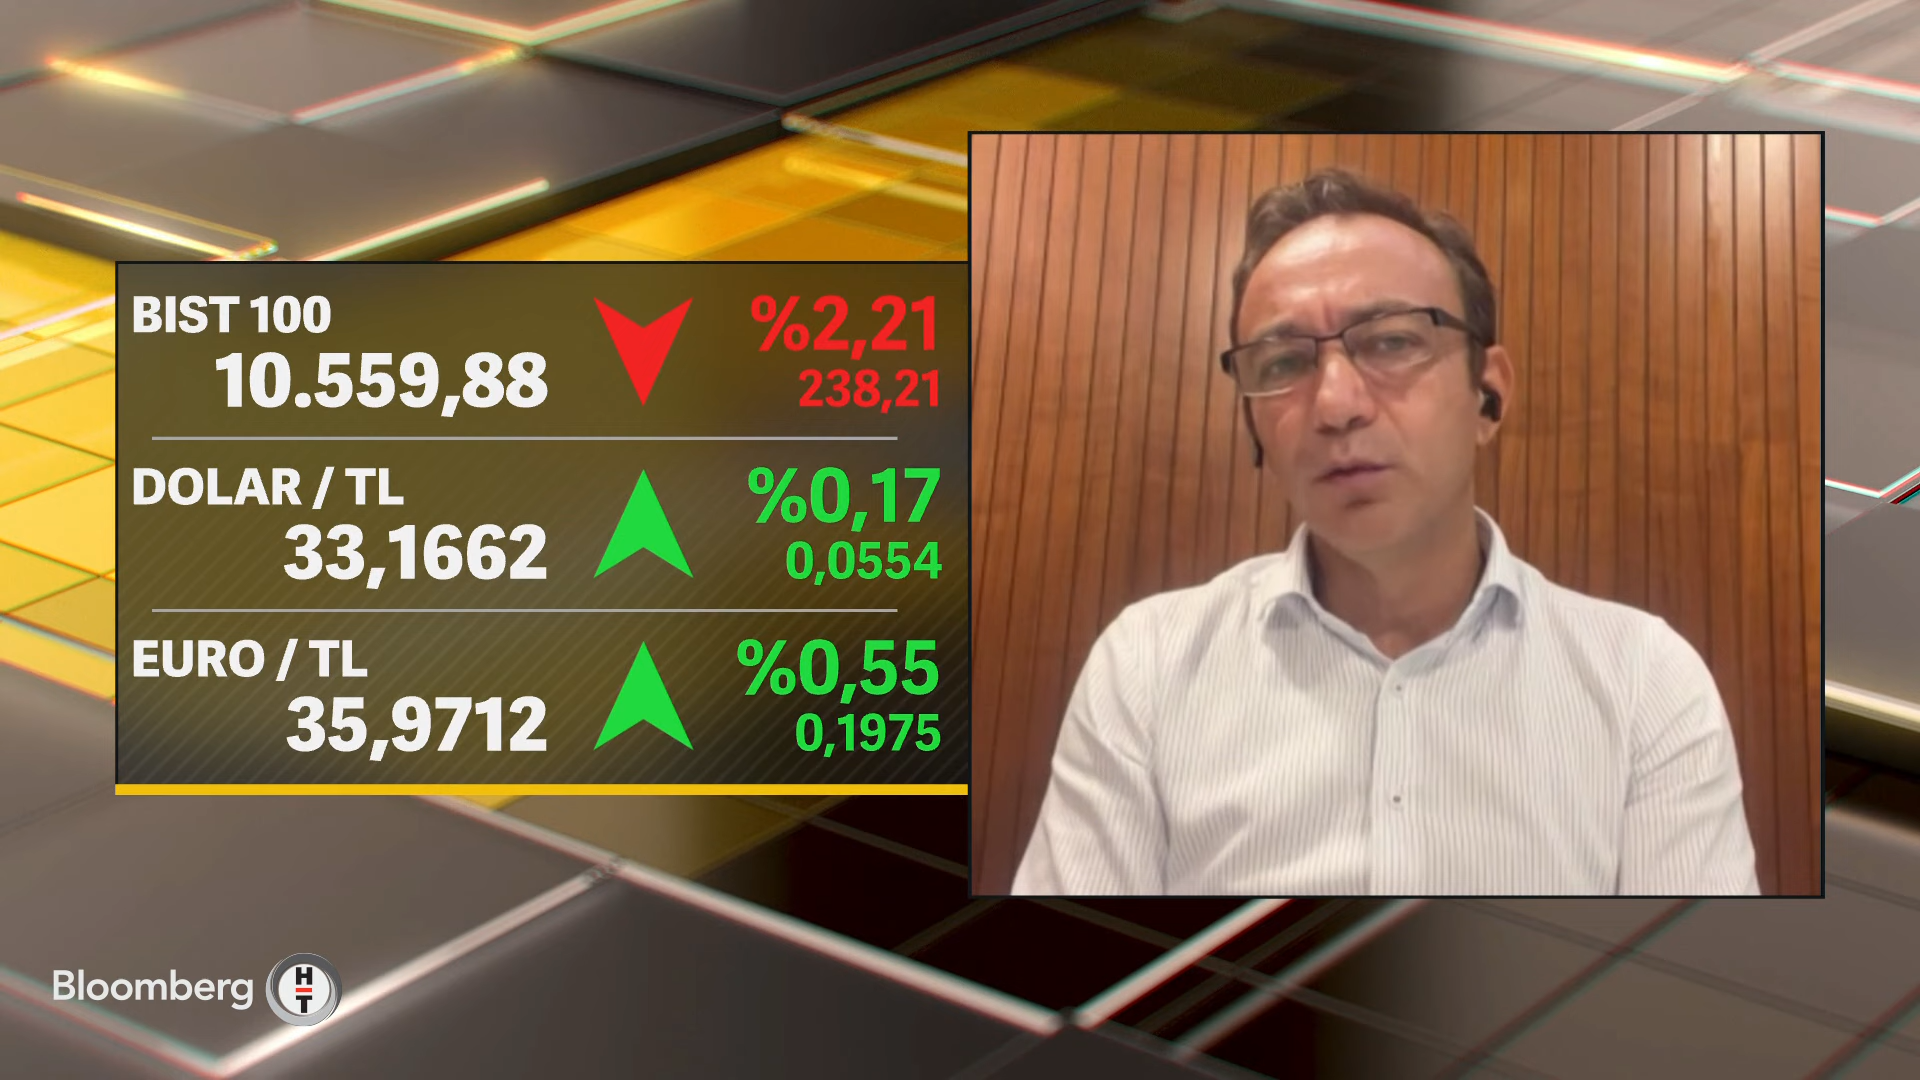 BIST 100
10.559,88
%2,21
238,21
DOLAR / TL
33,1662
%0,17
0,0554
EURO / TL
35,9712
%0,55
0,1975
Bloomberg HT